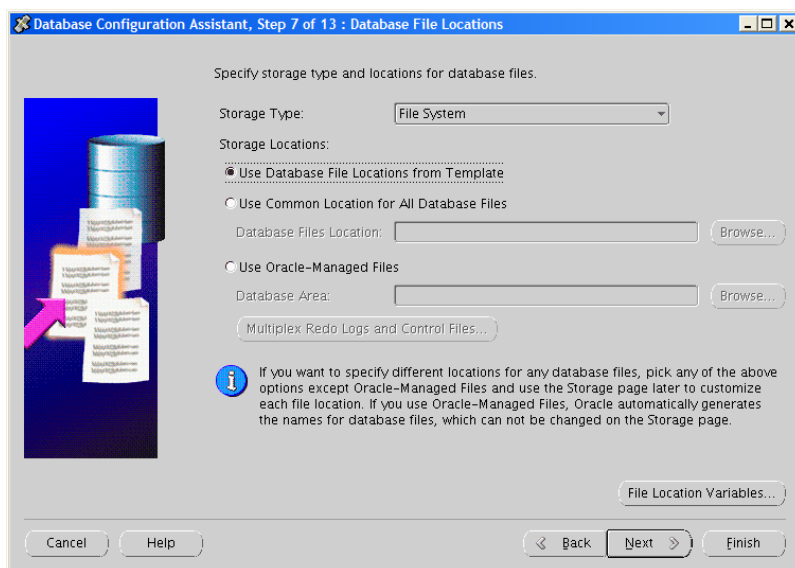 Database Configuration Assistant, Step 7 of 13 : Database File Locations
Specify storage type and locations for database files.
Storage Type: File System
Storage Locations:
Use Database File Locations from Template
Use Common Location for All Database Files
Database Files Location: Browse...
Use Oracle-Managed Files
Database Area: Browse...
Multiplex Redo Logs and Control Files...
If you want to specify different locations for any database files, pick any of the above
options except Oracle-Managed Files and use the Storage page later to customize
each file location. If you use Oracle-Managed Files, Oracle automatically generates
the names for database files, which can not be changed on the Storage page.
File Location Variables...
Cancel Help Back Next Finish